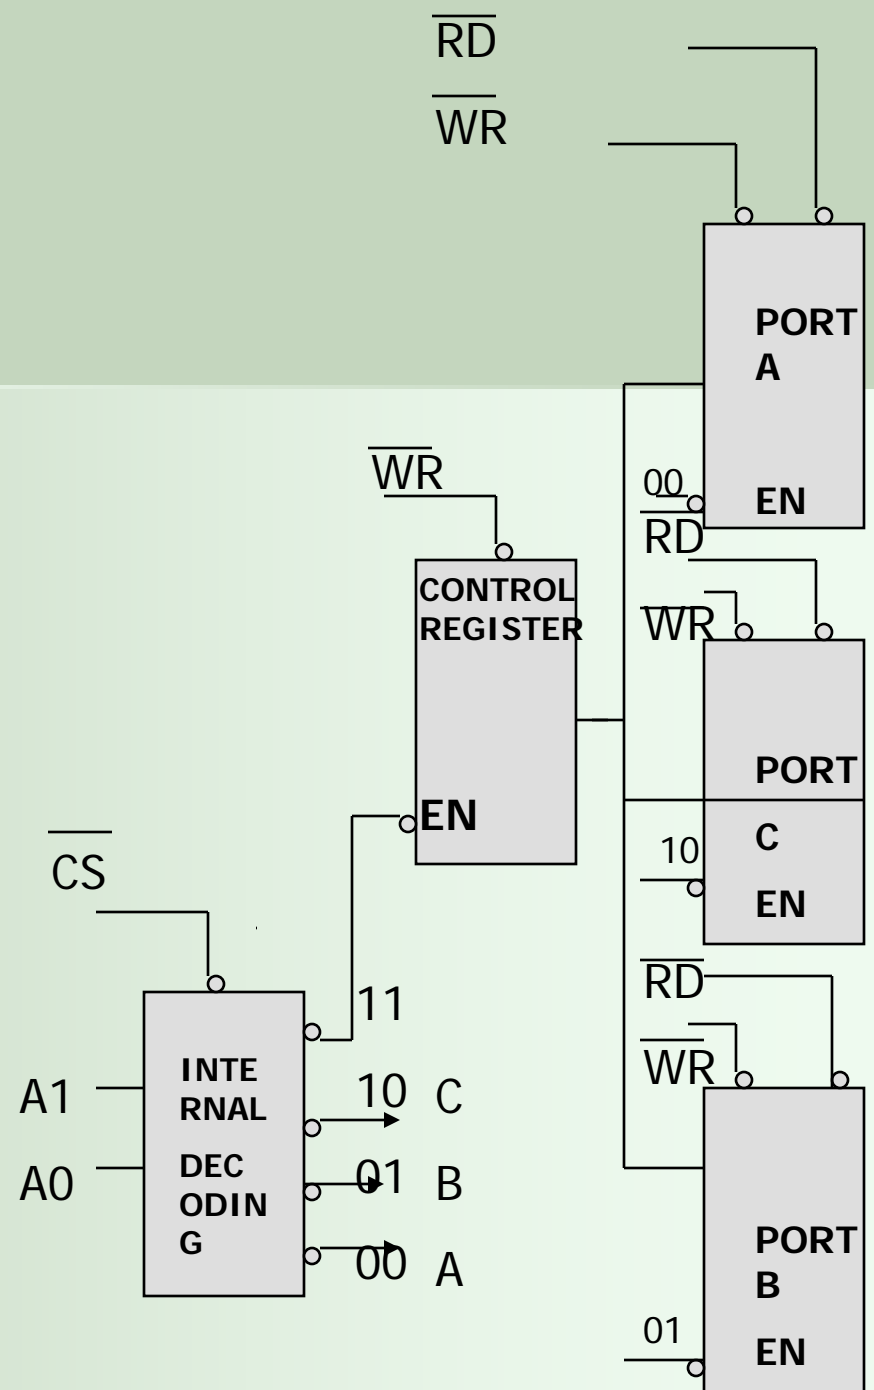 RD
WR
PORT
A
00
EN
WR
RD
CONTROL
REGISTER
WR
PORT
EN
C
10
EN
CS
RD
11
WR
INTE
RNAL
A1
10 C
DEC
ODIN
G
A0
01 B
00 A
PORT
B
01
EN